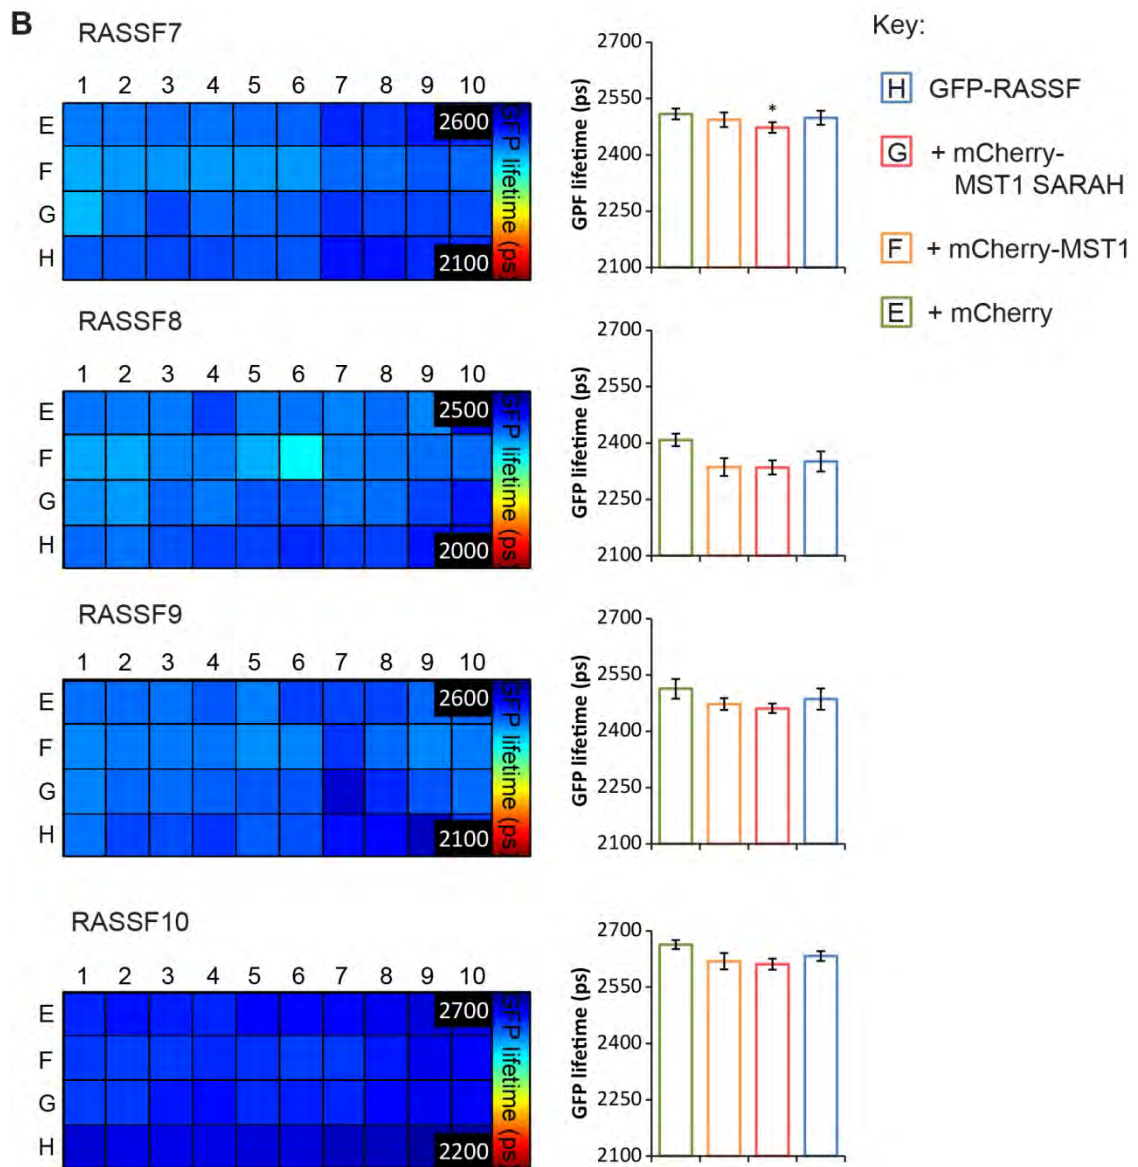 B
RASSF7
1 2 3 4 5 6 7 8 9 10
E
F
G
H
2600
2100
GFP lifetime (ps)
2700
2550
2400
2250
2100
GPF lifetime (ps)
*
Key:
H GFP-RASSF
G + mCherry-
MST1 SARAH
F + mCherry-MST1
E + mCherry
RASSF8
1 2 3 4 5 6 7 8 9 10
E
F
G
H
2500
2000
GFP lifetime (ps)
2700
2550
2400
2250
2100
GFP lifetime (ps)
RASSF9
1 2 3 4 5 6 7 8 9 10
E
F
G
H
2600
2100
GFP lifetime (ps)
2700
2550
2400
2250
2100
GFP lifetime (ps)
RASSF10
1 2 3 4 5 6 7 8 9 10
E
F
G
H
2700
2200
GFP lifetime (ps)
2700
2550
2400
2250
2100
GFP lifetime (ps)